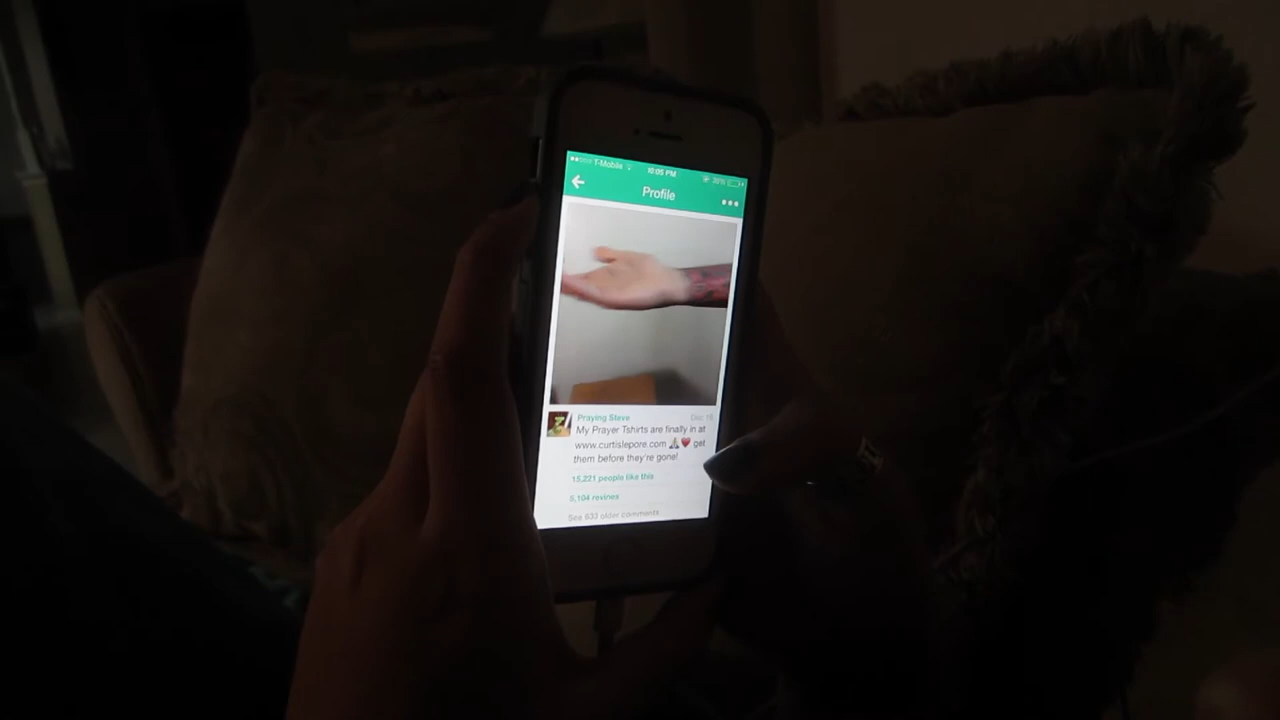 T-Mobile 10:05 PM 30%
Profile
Praying Steve Dec 18
My Prayer Tshirts are finally in at
www.curtislepore.com 🙏❤️ get
them before they're gone!
15,221 people like this
5,104 revines
See 833 older comments